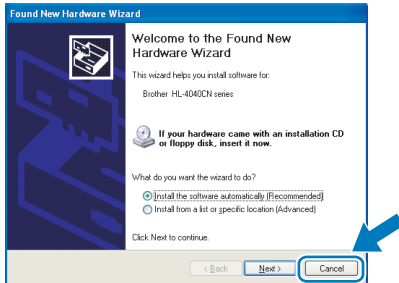 Found New Hardware Wizard
Welcome to the Found New
Hardware Wizard
This wizard helps you install software for:
Brother HL-4040CN series
If your hardware came with an installation CD
or floppy disk, insert it now.
What do you want the wizard to do?
Install the software automatically (Recommended)
Install from a list or specific location (Advanced)
Click Next to continue.
< Back Next > Cancel